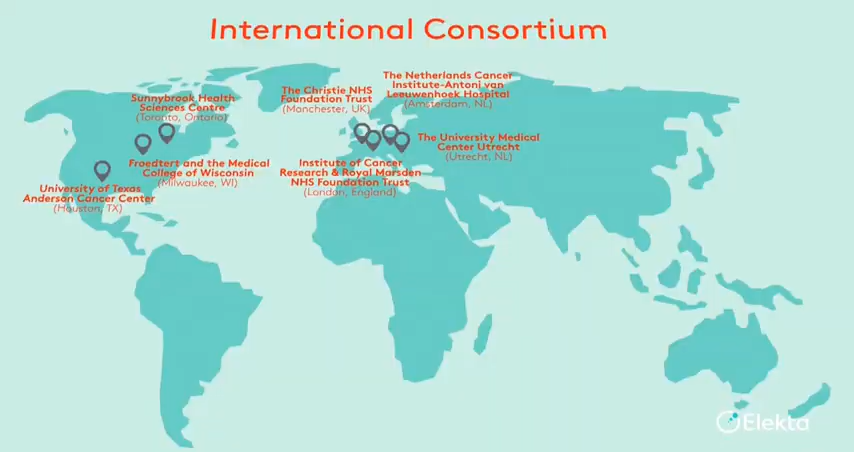 International Consortium
The Netherlands Cancer
Institute-Antoni van
Leeuwenhoek Hospital
(Amsterdam, NL)
The Christie NHS
Foundation Trust
(Manchester, UK)
Sunnybrook Health
Sciences Centre
(Toronto, Ontario)
The University Medical
Center Utrecht
(Utrecht, NL)
Froedtert and the Medical
College of Wisconsin
(Milwaukee, WI)
Institute of Cancer
Research & Royal Marsden
NHS Foundation Trust
(London, England)
University of Texas
Anderson Cancer Center
(Houston, TX)
Elekta